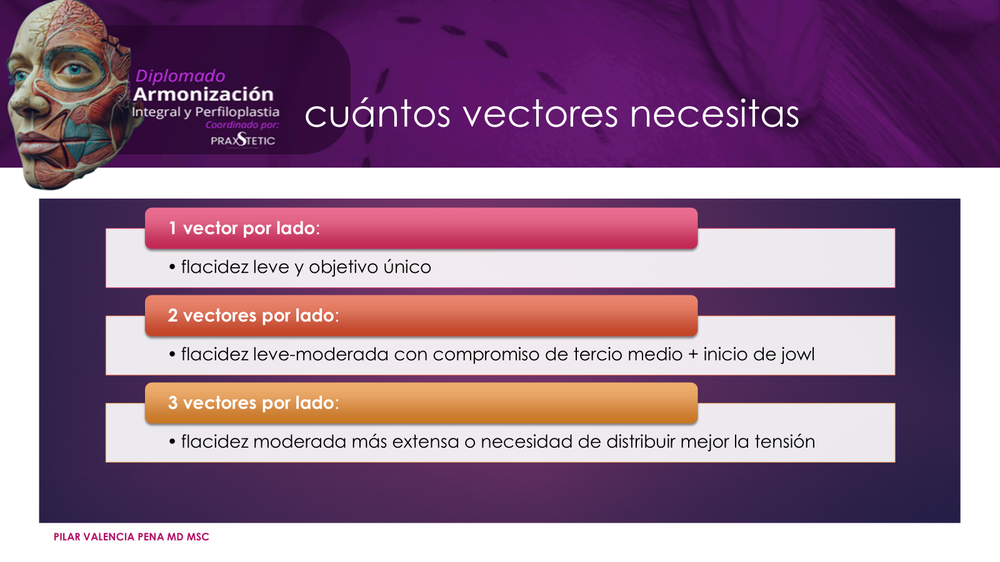 Diplomado
Armonización
Integral y Perfiloplastia
Coordinado por:
PRAXSTETIC
cuántos vectores necesitas
1 vector por lado:
• flacidez leve y objetivo único
2 vectores por lado:
• flacidez leve-moderada con compromiso de tercio medio + inicio de jowl
3 vectores por lado:
• flacidez moderada más extensa o necesidad de distribuir mejor la tensión
PILAR VALENCIA PENA MD MSC